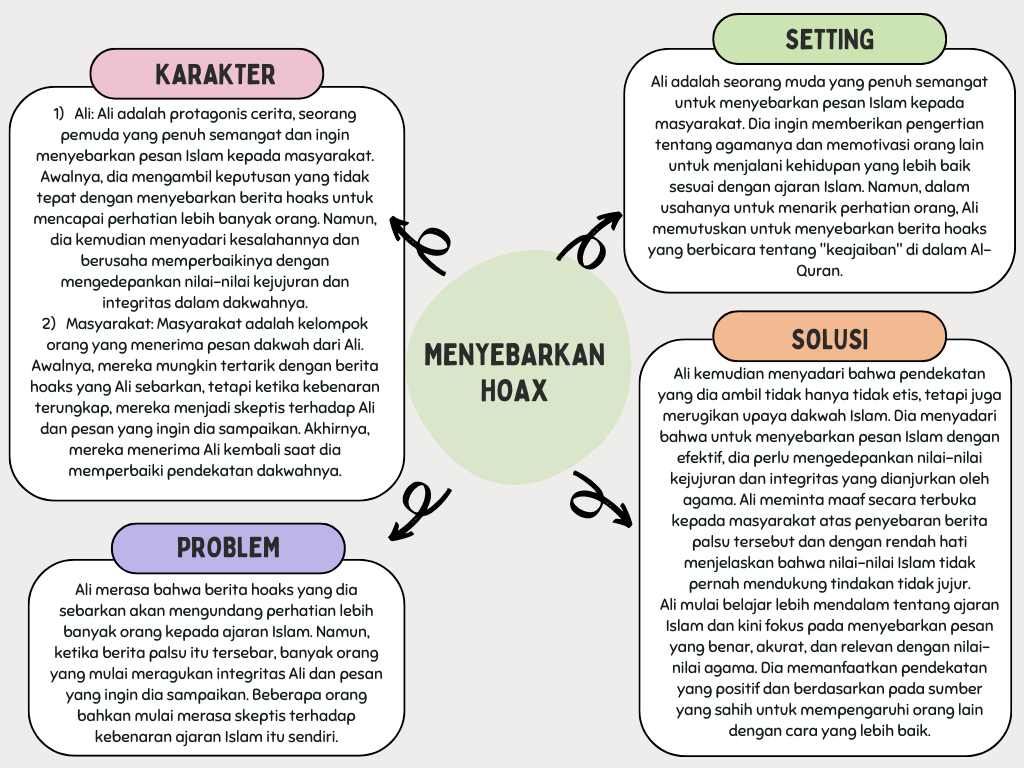 KARAKTER
1) Ali: Ali adalah protagonis cerita, seorang
pemuda yang penuh semangat dan ingin
menyebarkan pesan Islam kepada masyarakat.
Awalnya, dia mengambil keputusan yang tidak
tepat dengan menyebarkan berita hoaks untuk
mencapai perhatian lebih banyak orang. Namun,
dia kemudian menyadari kesalahannya dan
berusaha memperbaikinya dengan
mengedepankan nilai-nilai kejujuran dan
integritas dalam dakwahnya.
2) Masyarakat: Masyarakat adalah kelompok
orang yang menerima pesan dakwah dari Ali.
Awalnya, mereka mungkin tertarik dengan berita
hoaks yang Ali sebarkan, tetapi ketika kebenaran
terungkap, mereka menjadi skeptis terhadap Ali
dan pesan yang ingin dia sampaikan. Akhirnya,
mereka menerima Ali kembali saat dia
memperbaiki pendekatan dakwahnya.
SETTING
Ali adalah seorang muda yang penuh semangat
untuk menyebarkan pesan Islam kepada
masyarakat. Dia ingin memberikan pengertian
tentang agamanya dan memotivasi orang lain
untuk menjalani kehidupan yang lebih baik
sesuai dengan ajaran Islam. Namun, dalam
usahanya untuk menarik perhatian orang, Ali
memutuskan untuk menyebarkan berita hoaks
yang berbicara tentang "keajaiban" di dalam Al-
Quran.
MENYEBARKAN
HOAX
PROBLEM
Ali merasa bahwa berita hoaks yang dia
sebarkan akan mengundang perhatian lebih
banyak orang kepada ajaran Islam. Namun,
ketika berita palsu itu tersebar, banyak orang
yang mulai meragukan integritas Ali dan pesan
yang ingin dia sampaikan. Beberapa orang
bahkan mulai merasa skeptis terhadap
kebenaran ajaran Islam itu sendiri.
SOLUSI
Ali kemudian menyadari bahwa pendekatan
yang dia ambil tidak hanya tidak etis, tetapi juga
merugikan upaya dakwah Islam. Dia menyadari
bahwa untuk menyebarkan pesan Islam dengan
efektif, dia perlu mengedepankan nilai-nilai
kejujuran dan integritas yang dianjurkan oleh
agama. Ali meminta maaf secara terbuka
kepada masyarakat atas penyebaran berita
palsu tersebut dan dengan rendah hati
menjelaskan bahwa nilai-nilai Islam tidak
pernah mendukung tindakan tidak jujur.
Ali mulai belajar lebih mendalam tentang ajaran
Islam dan kini fokus pada menyebarkan pesan
yang benar, akurat, dan relevan dengan nilai-
nilai agama. Dia memanfaatkan pendekatan
yang positif dan berdasarkan pada sumber
yang sahih untuk mempengaruhi orang lain
dengan cara yang lebih baik.